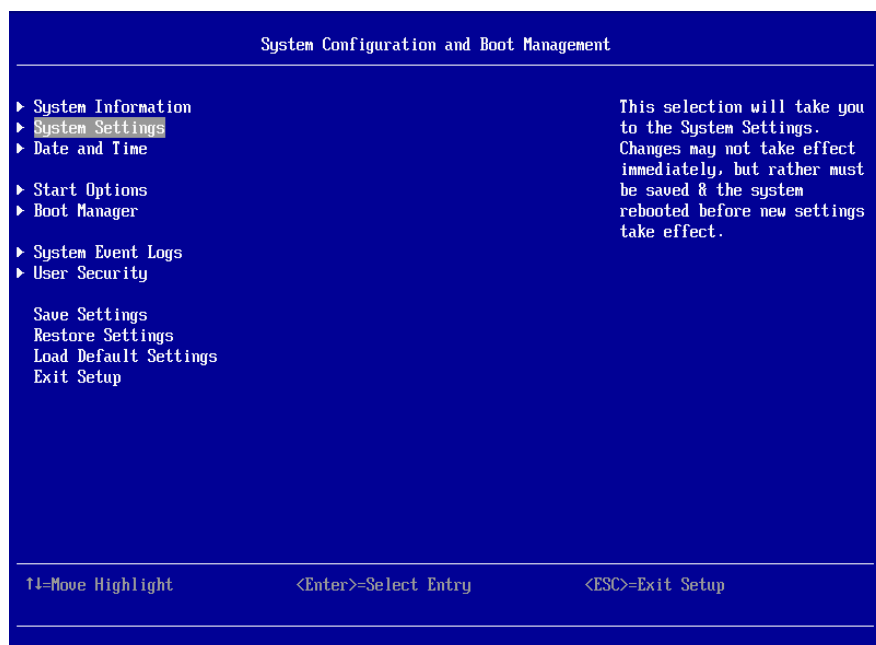 System Configuration and Boot Management
System Information
System Settings
Date and Time
Start Options
Boot Manager
System Event Logs
User Security
Save Settings
Restore Settings
Load Default Settings
Exit Setup
This selection will take you
to the System Settings.
Changes may not take effect
immediately, but rather must
be saved & the system
rebooted before new settings
take effect.
↑↓=Move Highlight
<Enter>=Select Entry
<ESC>=Exit Setup